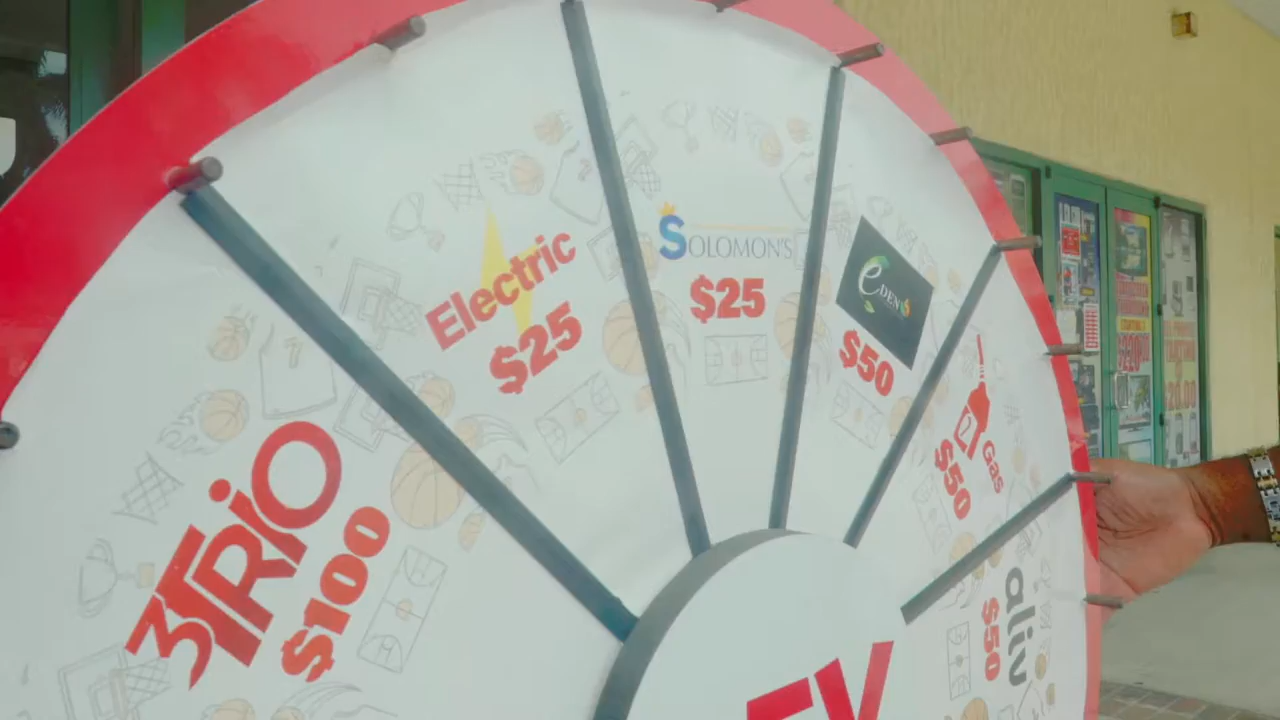 3TRiO
$100
Electric
$25
SOLOMON'S
$25
eDEN'S
$50
Gas
$50
aliv
$50